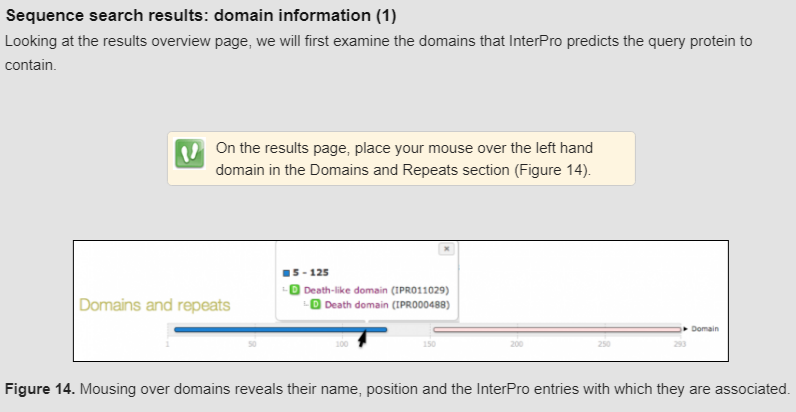 Sequence search results: domain information (1)
Looking at the results overview page, we will first examine the domains that InterPro predicts the query protein to
contain.
On the results page, place your mouse over the left hand
domain in the Domains and Repeats section (Figure 14).
×
5 - 125
D Death-like domain (IPR011029)
D Death domain (IPR000488)
Domains and repeats
Domain
1 50 100 150 200 250 293
Figure 14. Mousing over domains reveals their name, position and the InterPro entries with which they are associated.